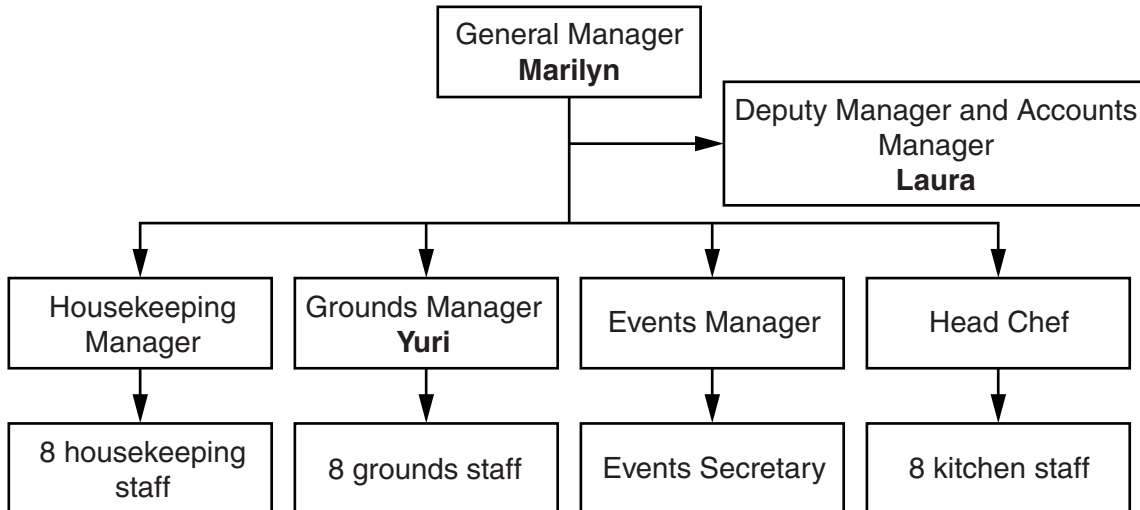 General Manager
Marilyn
Deputy Manager and Accounts
Manager
Laura
Housekeeping
Manager
Grounds Manager
Yuri
Events Manager
Head Chef
8 housekeeping
staff
8 grounds staff
Events Secretary
8 kitchen staff